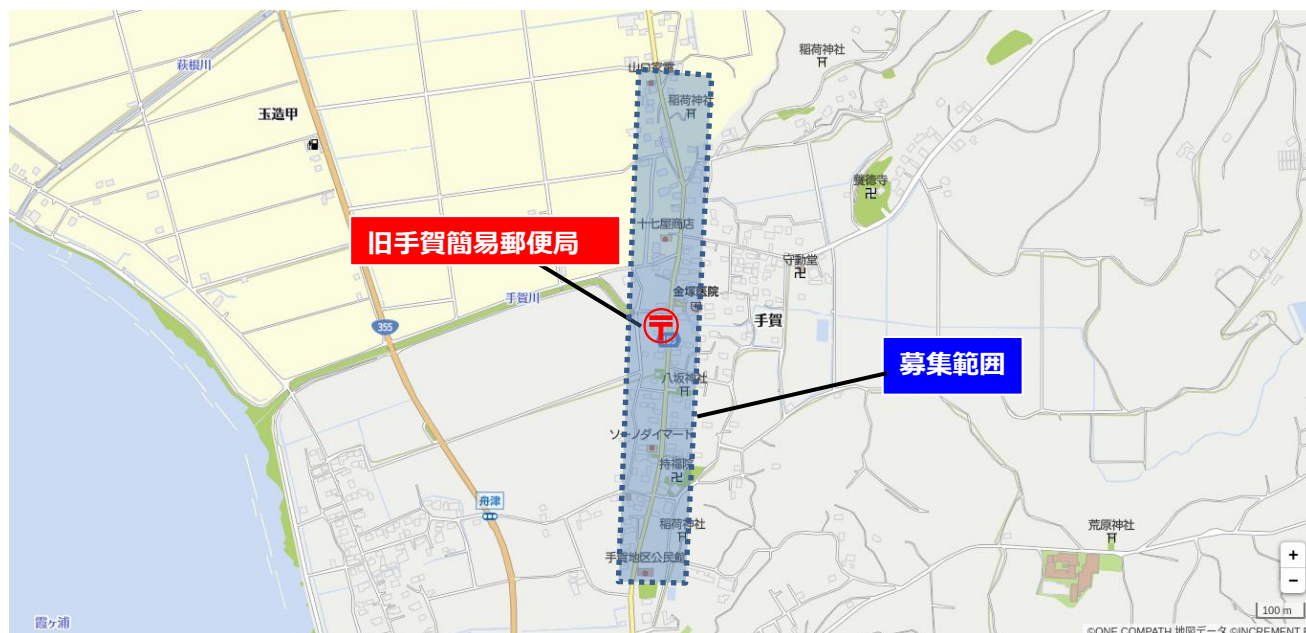 稲荷神社
萩根川
山口家電
稲荷神社
玉造甲
養徳寺
十七屋商店
旧手賀簡易郵便局
守動堂
金塚医院
手賀川
手賀
355
募集範囲
八坂神社
ソーノダイマート
持福院
舟津
稲荷神社
荒原神社
手賀地区公民館
+
−
100 m
霞ヶ浦
©ONE COMPATH 地図データ ©INCREMENT P